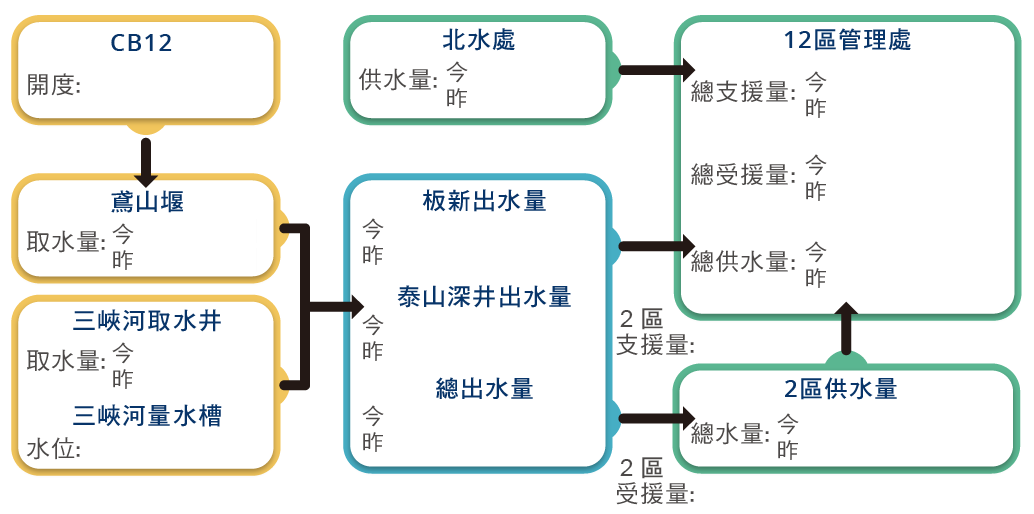 CB12
開度:
鳶山堰
取水量: 今
昨
三峽河取水井
取水量: 今
昨
三峽河量水槽
水位:
北水處
供水量: 今
昨
板新出水量
今
昨
泰山深井出水量
今
昨
總出水量
今
昨
12區管理處
總支援量: 今
昨
總受援量: 今
昨
總供水量: 今
昨
2 區
支援量:
2區供水量
總水量: 今
昨
2 區
受援量: